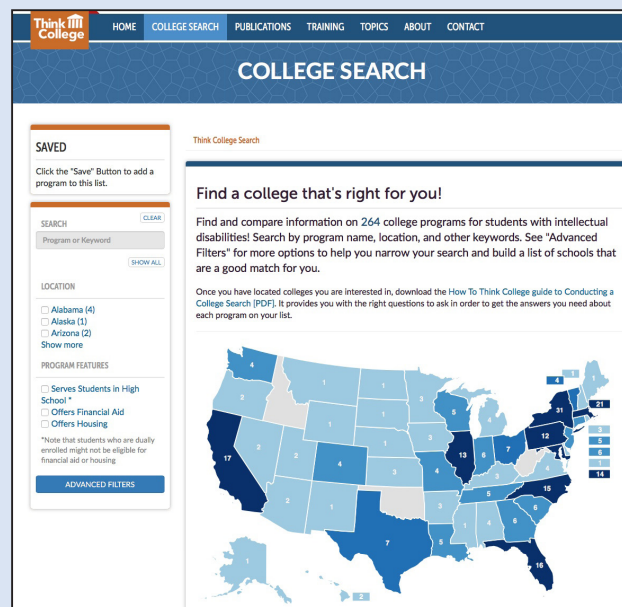 Think
College
HOME COLLEGE SEARCH PUBLICATIONS TRAINING TOPICS ABOUT CONTACT
COLLEGE SEARCH
SAVED
Click the "Save" Button to add a
program to this list.
SEARCH
CLEAR
Program or Keyword
SHOW ALL
LOCATION
Alabama (4)
Alaska (1)
Arizona (2)
Show more
PROGRAM FEATURES
Serves Students in High
School *
Offers Financial Aid
Offers Housing
*Note that students who are dually
enrolled might not be eligible for
financial aid or housing
ADVANCED FILTERS
Think College Search
Find a college that's right for you!
Find and compare information on 264 college programs for students with intellectual
disabilities! Search by program name, location, and other keywords. See "Advanced
Filters" for more options to help you narrow your search and build a list of schools that
are a good match for you.
Once you have located colleges you are interested in, download the How To Think College guide to Conducting a
College Search [PDF]. It provides you with the right questions to ask in order to get the answers you need about
each program on your list.
4 1 1 3 1 4 1
2 1 5 4 31 21
1 3
2 2 1 3 13 6 7 12 5
17 4 3 4 3 4 6
1
14
2 1 3 5 15
7 5 1 4 6 6
16
1 2